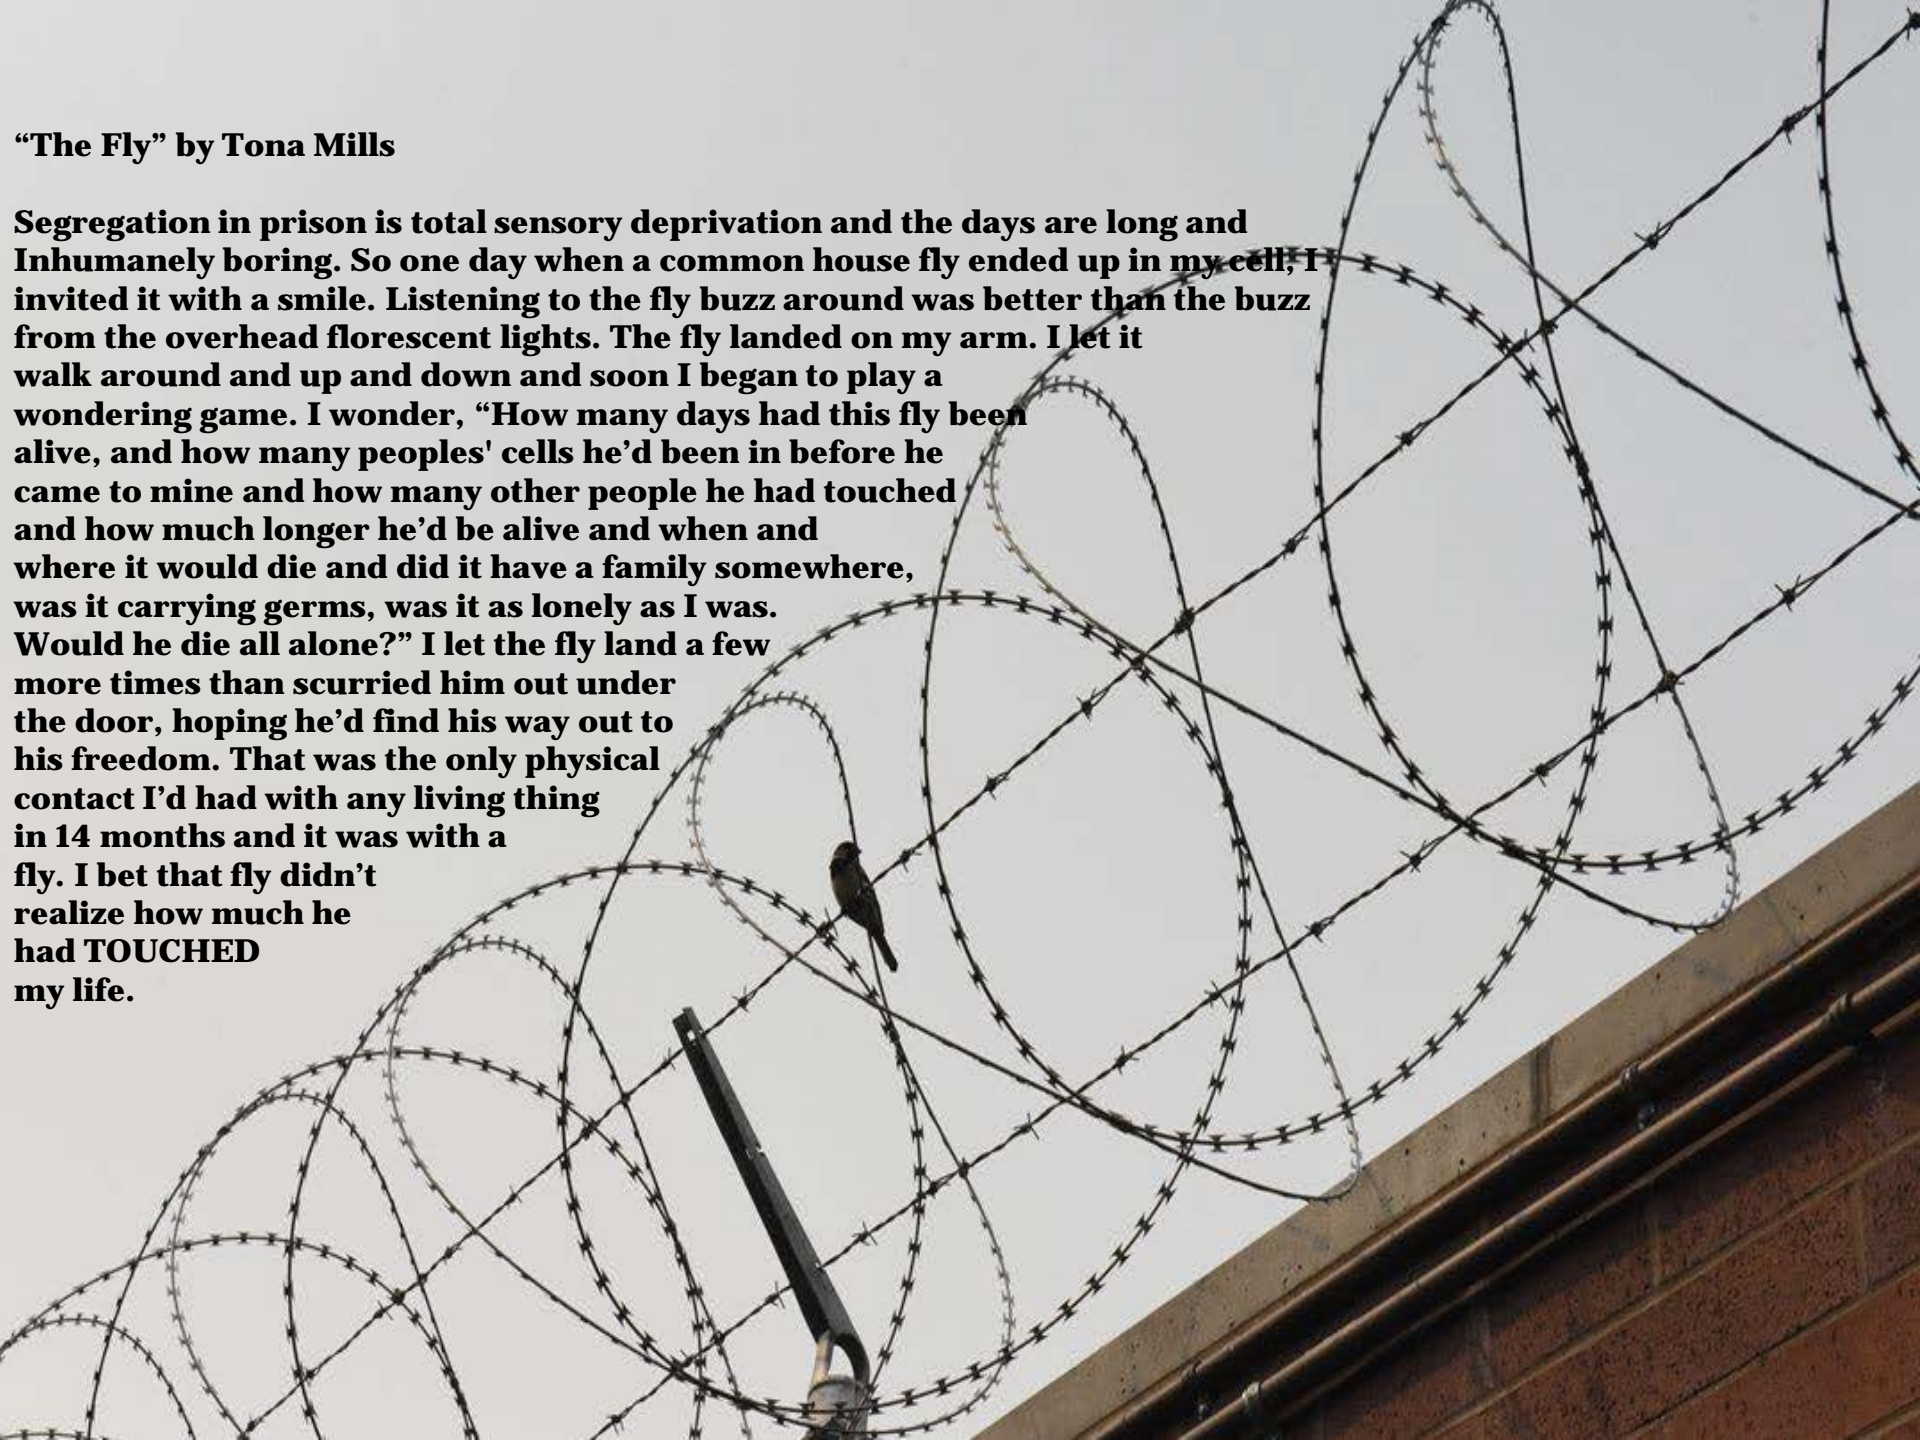 “The Fly” by Tona Mills
Segregation in prison is total sensory deprivation and the days are long and
Inhumanely boring. So one day when a common house fly ended up in my cell, I
invited it with a smile. Listening to the fly buzz around was better than the buzz
from the overhead florescent lights. The fly landed on my arm. I let it
walk around and up and down and soon I began to play a
wondering game. I wonder, “How many days had this fly been
alive, and how many peoples' cells he’d been in before he
came to mine and how many other people he had touched
and how much longer he’d be alive and when and
where it would die and did it have a family somewhere,
was it carrying germs, was it as lonely as I was.
Would he die all alone?” I let the fly land a few
more times than scurried him out under
the door, hoping he’d find his way out to
his freedom. That was the only physical
contact I’d had with any living thing
in 14 months and it was with a
fly. I bet that fly didn’t
realize how much he
had TOUCHED
my life.